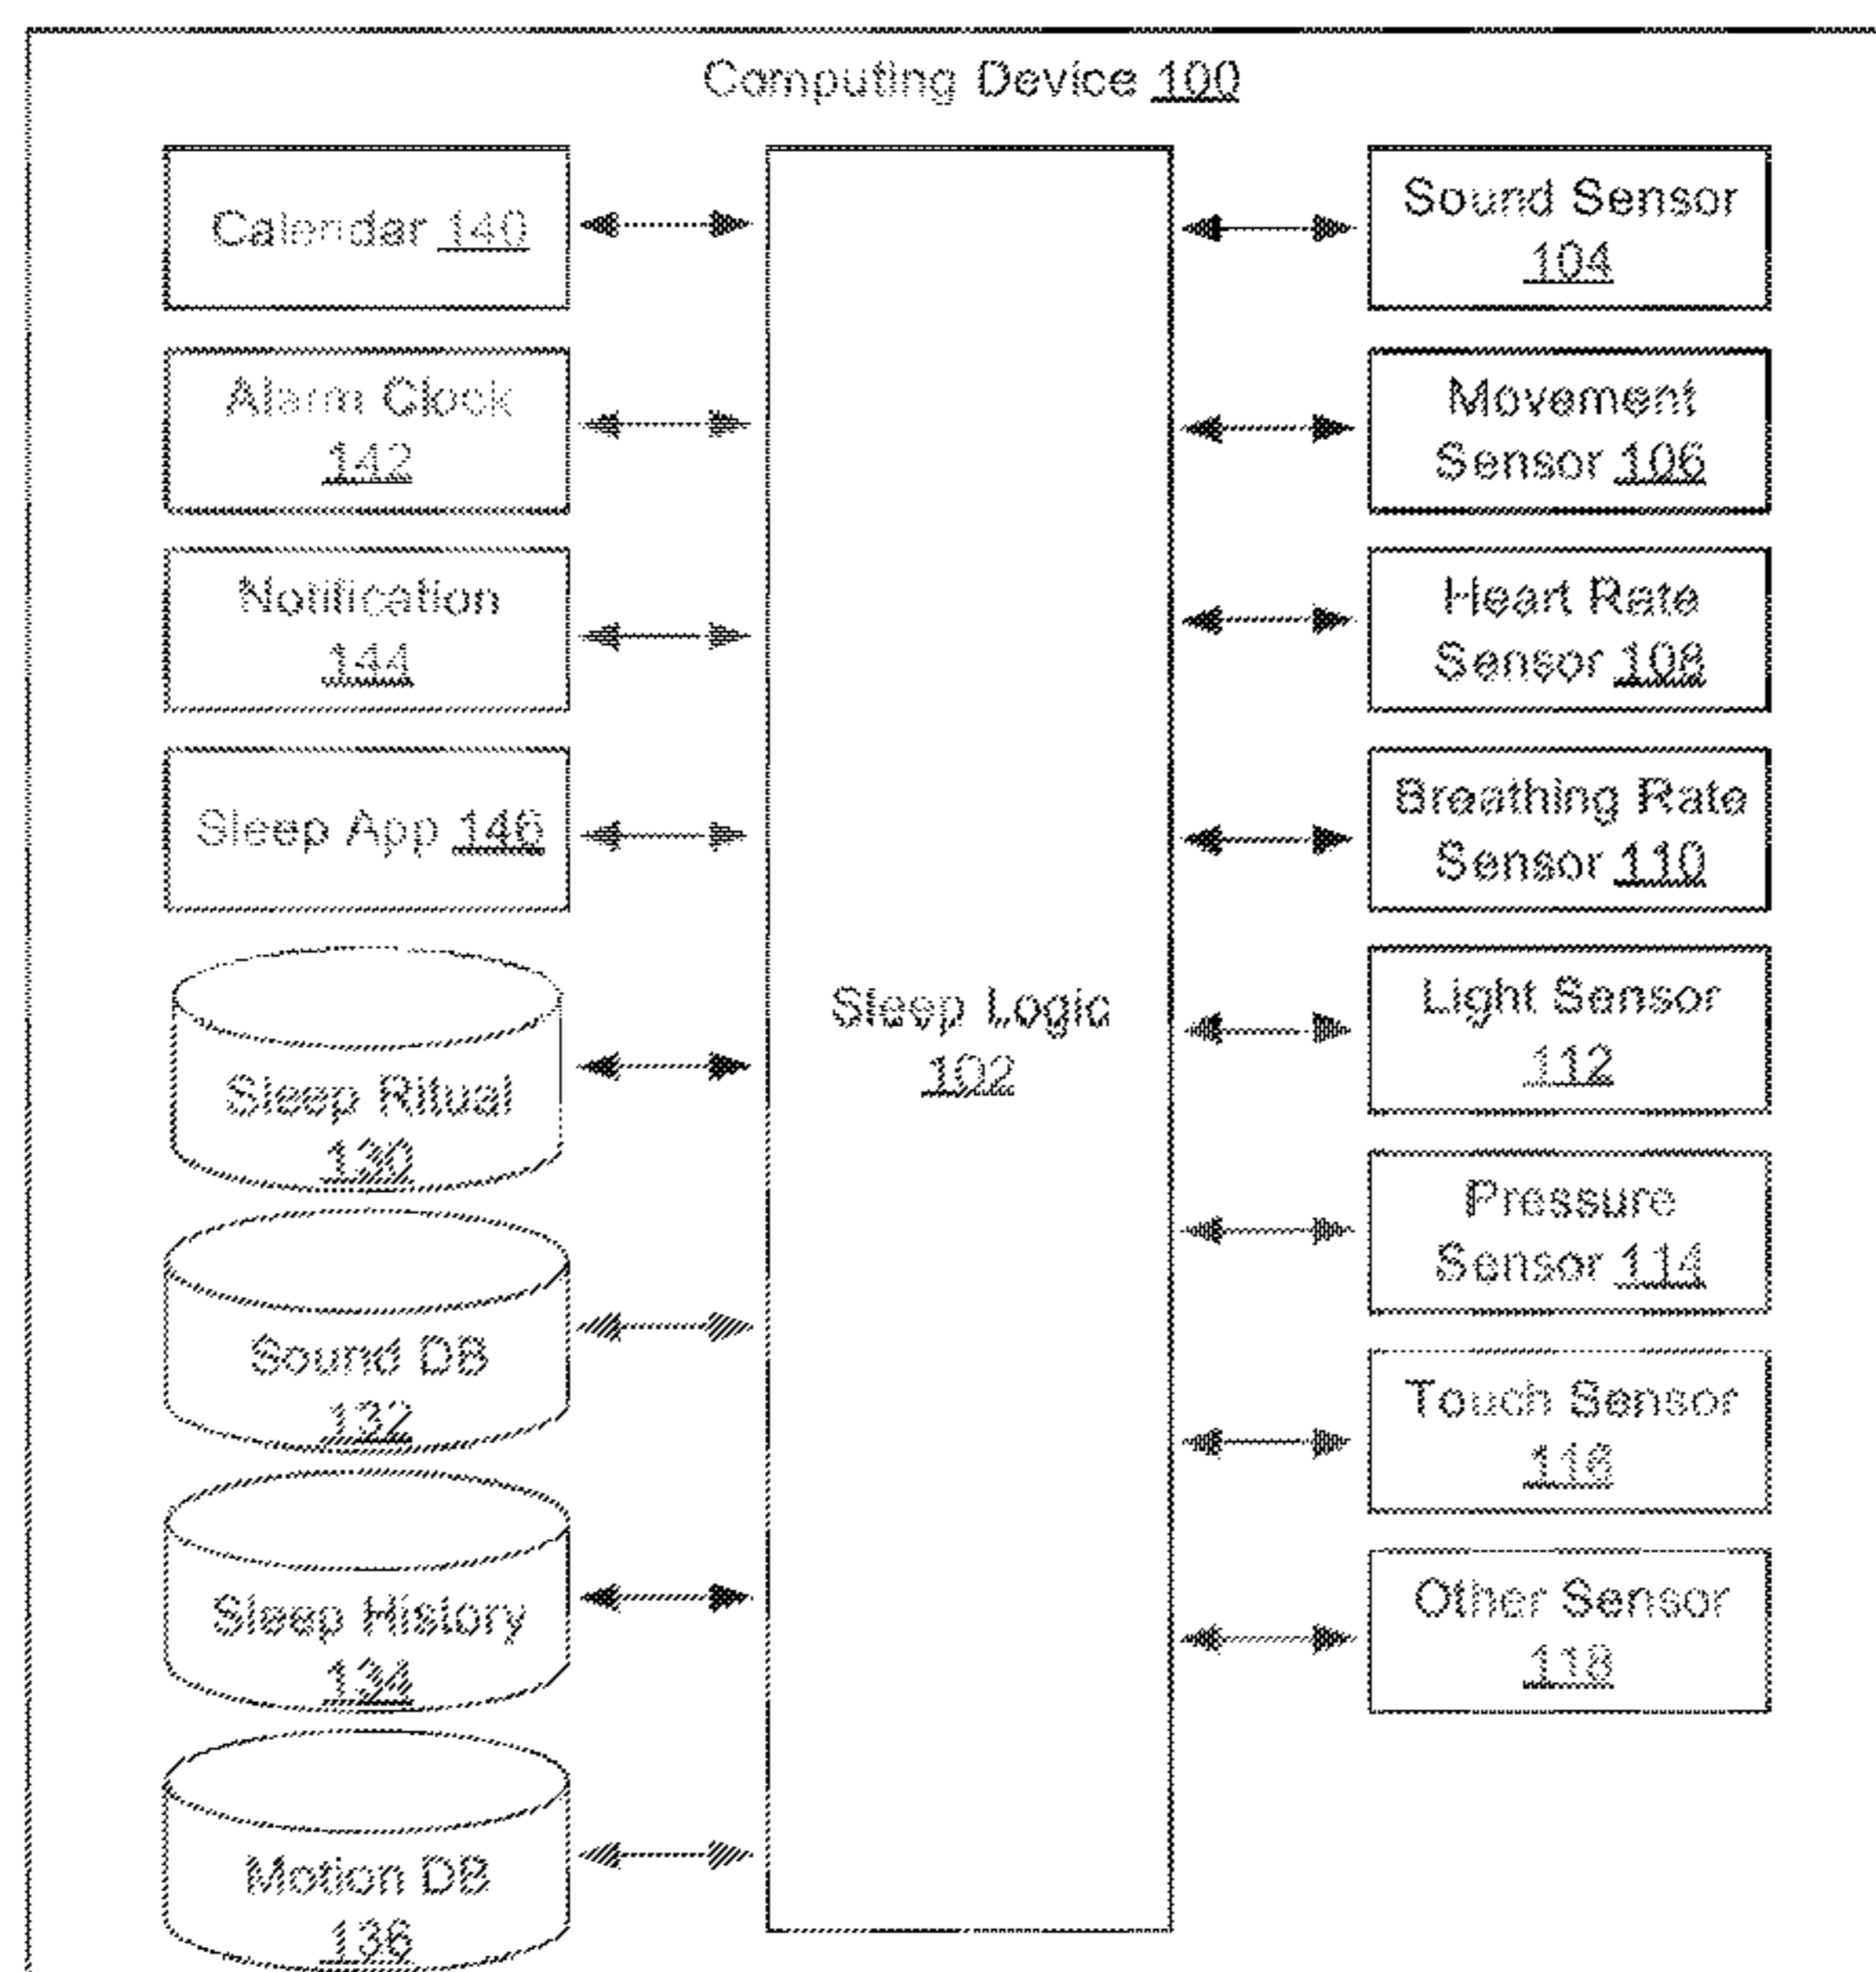 Computing Device 100
Calendar 140
Alarm Clock
142
Notification
144
Sleep App 146
Sleep Ritual
130
Sound DB
132
Sleep History
134
Motion DB
136
Sleep Logic
102
Sound Sensor
104
Movement
Sensor 106
Heart Rate
Sensor 108
Breathing Rate
Sensor 110
Light Sensor
112
Pressure
Sensor 114
Touch Sensor
116
Other Sensor
118